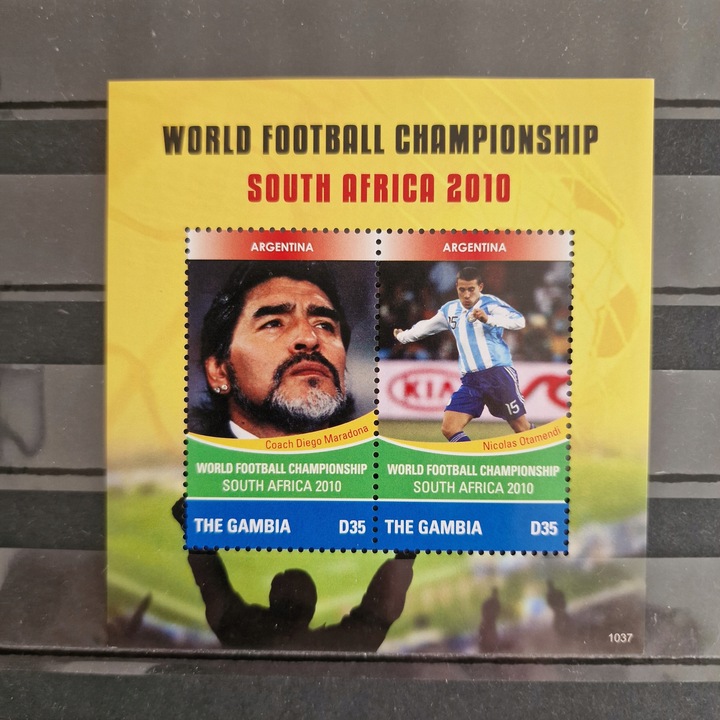 WORLD FOOTBALL CHAMPIONSHIP
SOUTH AFRICA 2010
ARGENTINA
Coach Diego Maradona
WORLD FOOTBALL CHAMPIONSHIP
SOUTH AFRICA 2010
THE GAMBIA D35
ARGENTINA
15
KIA
15
Nicolas Otamendi
WORLD FOOTBALL CHAMPIONSHIP
SOUTH AFRICA 2010
THE GAMBIA D35
1037